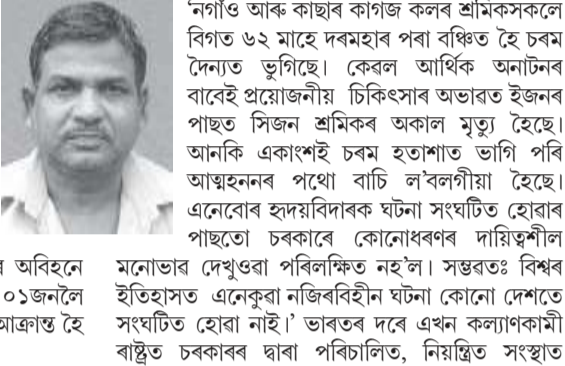 'নগাঁও আৰু কাছাৰ কাগজ কলৰ শ্ৰমিকসকলে
বিগত ৬২ মাহে দৰমহাৰ পৰা বঞ্চিত হৈ চৰম
দৈন্যত ভুগিছে। কেৱল আৰ্থিক অনাটনৰ
বাবেই প্ৰয়োজনীয় চিকিৎসাৰ অভাৱত ইজনৰ
পাছত সিজন শ্ৰমিকৰ অকাল মৃত্যু হৈছে।
আনকি একাংশই চৰম হতাশাত ভাগি পৰি
আত্মহননৰ পথো বাচি ল'বলগীয়া হৈছে।
এনেবোৰ হৃদয়বিদাৰক ঘটনা সংঘটিত হোৱাৰ
পাছতো চৰকাৰে কোনোধৰণৰ দায়িত্বশীল
মনোভাৱ দেখুওৱা পৰিলক্ষিত নহ'ল। সম্ভৱতঃ বিশ্বৰ
ইতিহাসত এনেকুৱা নজিৰবিহীন ঘটনা কোনো দেশতে
সংঘটিত হোৱা নাই।' ভাৰতৰ দৰে এখন কল্যাণকামী
ৰাষ্ট্ৰত চৰকাৰৰ দ্বাৰা পৰিচালিত, নিয়ন্ত্ৰিত সংস্থাত
অবিহনে
০১জনলৈ
আক্ৰান্ত হৈ